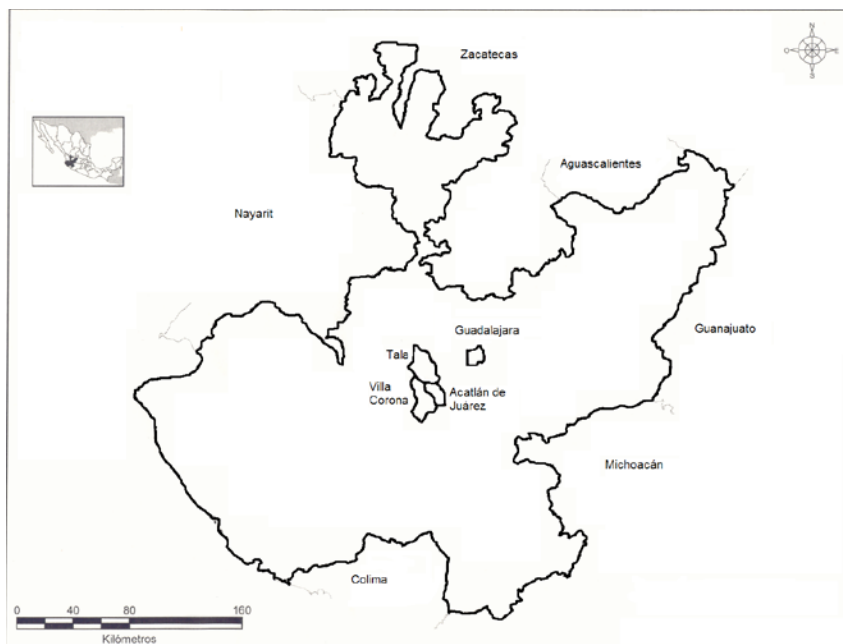 Zacatecas
N
O
E
S
Aguascalientes
Nayarit
Guanajuato
Guadalajara
Tala
Villa
Corona
Acatlán de
Juárez
Michoacán
Colima
0 40 80 160
Kilómetros